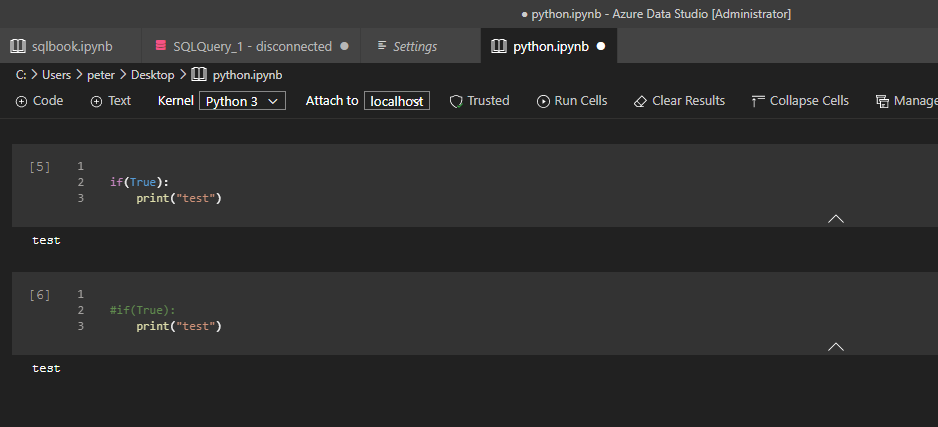 ● python.ipynb - Azure Data Studio [Administrator]
sqlbook.ipynb SQLQuery_1 - disconnected ● Settings python.ipynb ●
C: > Users > peter > Desktop > python.ipynb
Code Text Kernel Python 3 Attach to localhost Trusted Run Cells Clear Results Collapse Cells Manage
[5] 1
2 if(True):
3     print("test")
test
[6] 1
2 #if(True):
3     print("test")
test